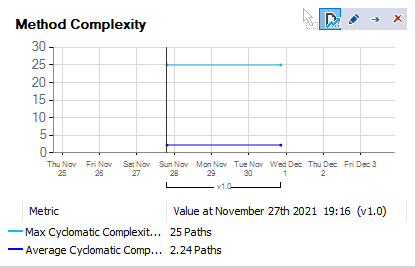 Method Complexity
30
25
20
15
10
5
0
Thu Nov 25
Fri Nov 26
Sat Nov 27
Sun Nov 28
Mon Nov 29
Tue Nov 30
Wed Dec 1
Thu Dec 2
Fri Dec 3
v1.0
Metric Value at November 27th 2021 19:16 (v1.0)
Max Cyclomatic Complexit... 25 Paths
Average Cyclomatic Comp... 2.24 Paths